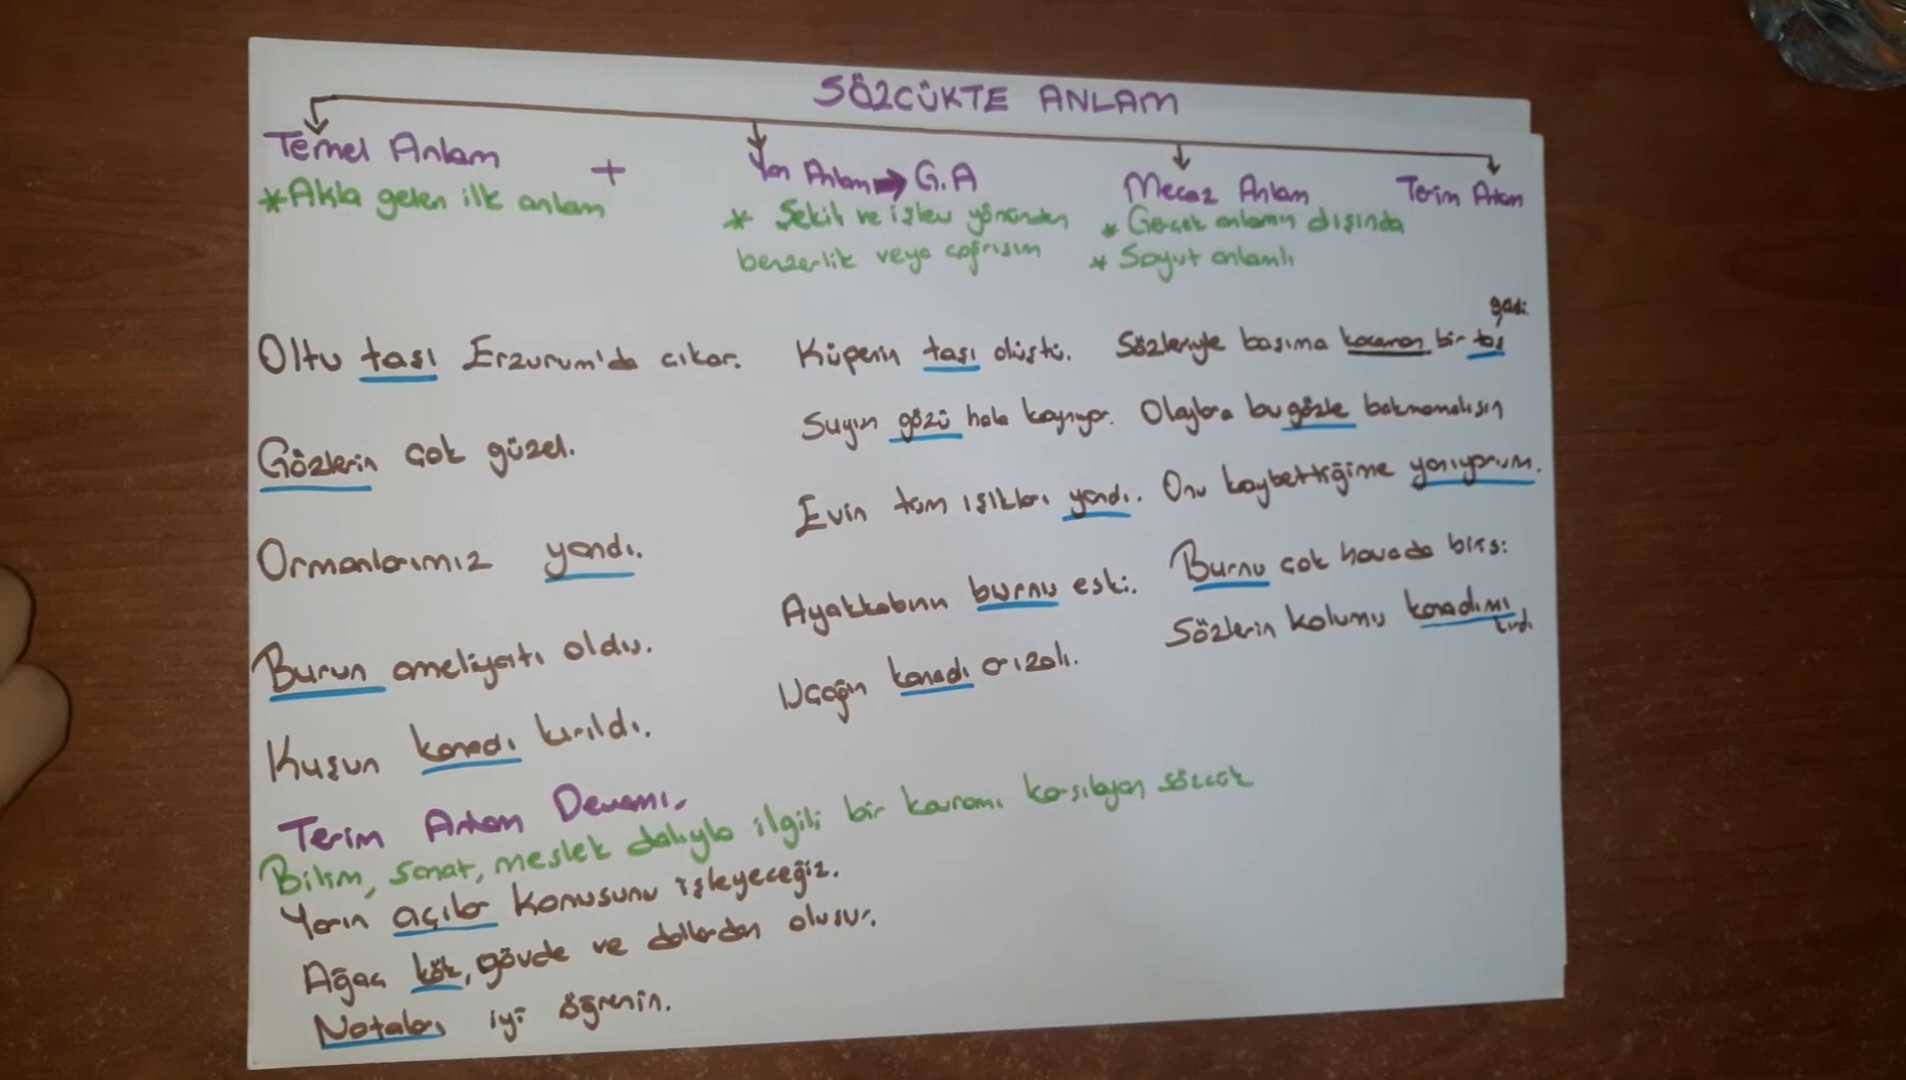 SÖZCÜKTE ANLAM
Temel Anlam + Yan Anlam → G.A Mecaz Anlam Terim Anlam
*Akla gelen ilk anlam
* Şekil ve işlev yönünden
benzerlik veya çağrışım
* Gerçek anlamın dışında
* Soyut anlamlı
Oltu taşı Erzurum'da çıkar.
Gözlerin çok güzel.
Ormanlarımız yandı.
Burun ameliyatı oldu.
Kuşun kanadı kırıldı.
Küpenin taşı düştü.
Suyun gözü hala kaynıyor.
Evin tüm ışıkları yandı.
Ayakkabının burnu eski.
Uçağın kanadı arızalı.
Sözleriyle başıma kocaman bir taş
Olaylara bu gözle bakmamalısın
Onu kaybettiğime yanıyorum.
Burnu çok havada birisi
Sözlerin kolumu kanadımı
kırdı
Terim Anlam Devamı.
Bilim, sanat, meslek dalıyla ilgili bir kavramı karşılayan sözcük
Yarın açılar konusunu işleyeceğiz.
Ağaç kök, gövde ve dallardan oluşur.
Notaları iyi öğrenin.